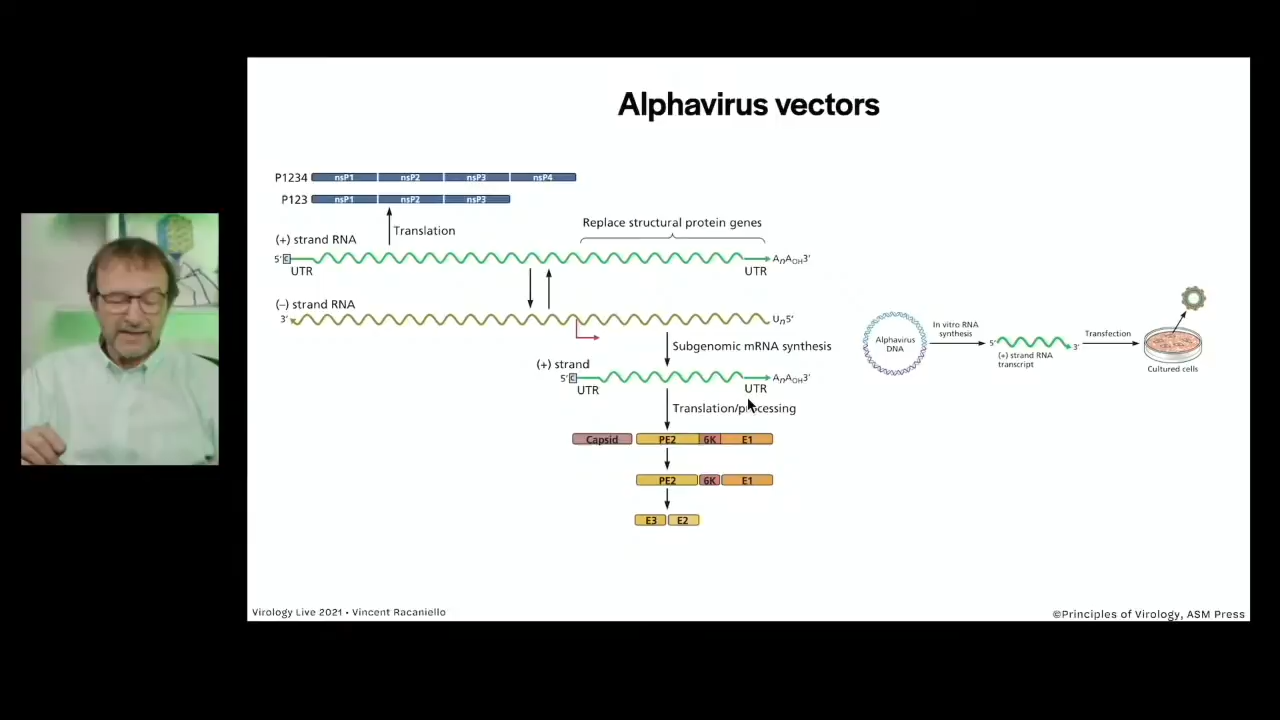 Alphavirus vectors
P1234 nsP1 nsP2 nsP3 nsP4
P123 nsP1 nsP2 nsP3
Translation
Replace structural protein genes
(+) strand RNA
5' C AnAOH3'
UTR UTR
(–) strand RNA
3' Un5'
Subgenomic mRNA synthesis
(+) strand
5' C AnAOH3'
UTR UTR
Translation/processing
Capsid PE2 6K E1
PE2 6K E1
E3 E2
Alphavirus
DNA
In vitro RNA
synthesis
5' 3'
(+) strand RNA
transcript
Transfection
Cultured cells
Virology Live 2021 • Vincent Racaniello
©Principles of Virology, ASM Press